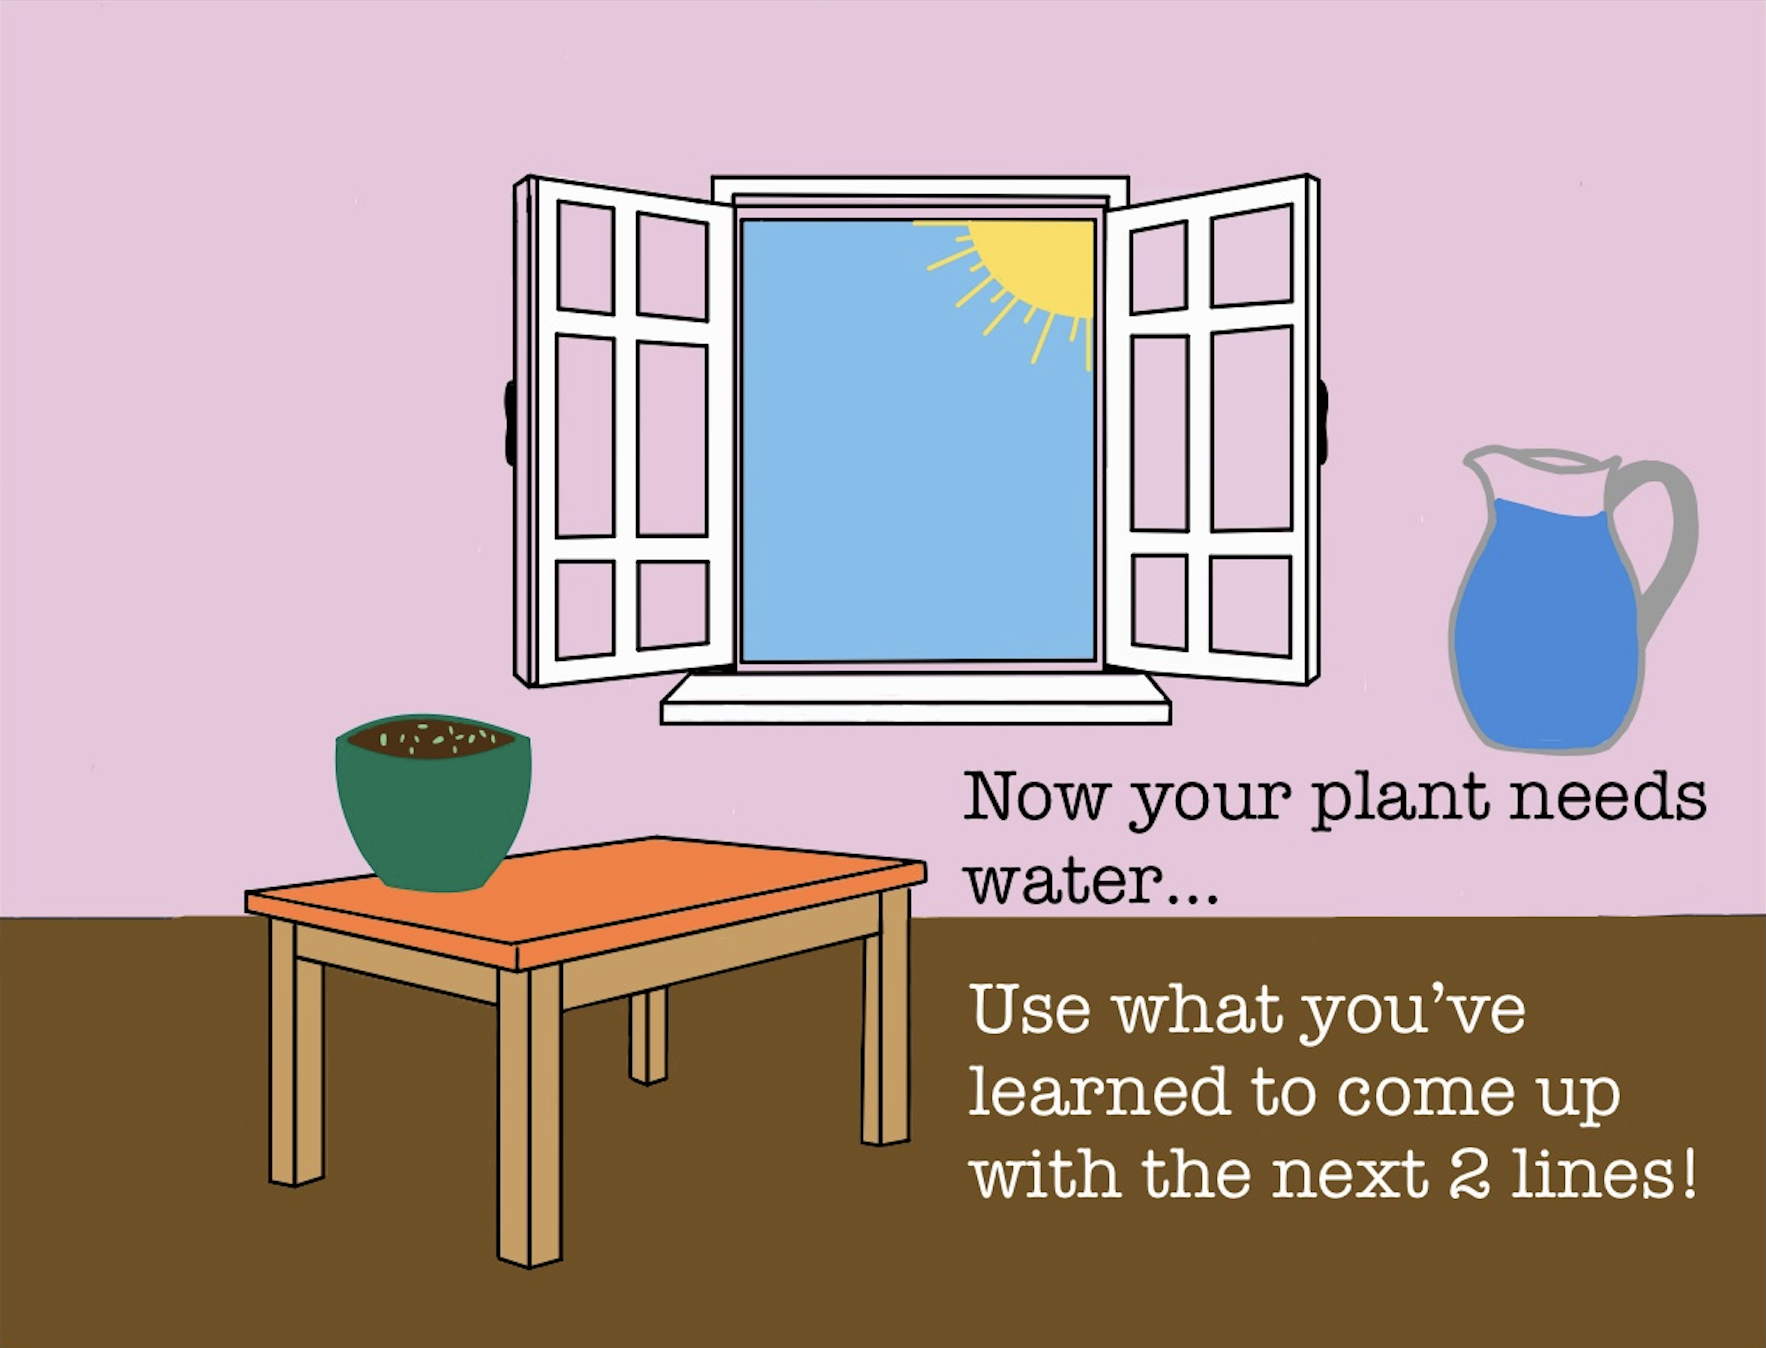 Now your plant needs
water...
Use what you've
learned to come up
with the next 2 lines!